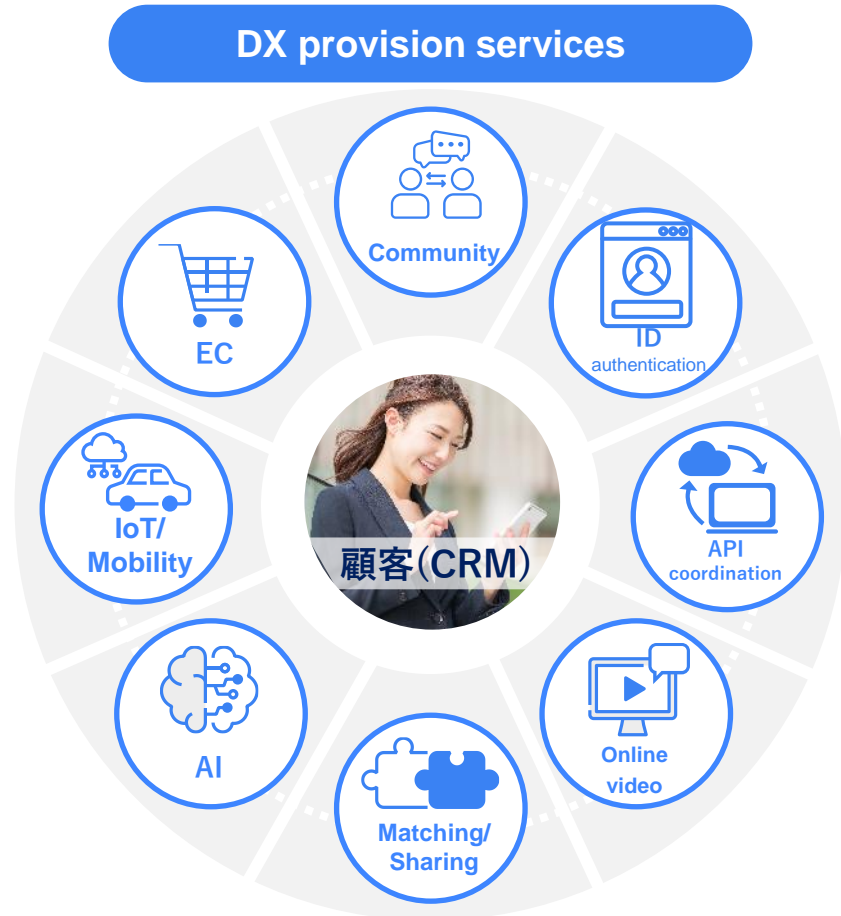 DX provision services
Community
ID
authentication
API
coordination
Online
video
Matching/
Sharing
AI
IoT/
Mobility
EC
顧客(CRM)